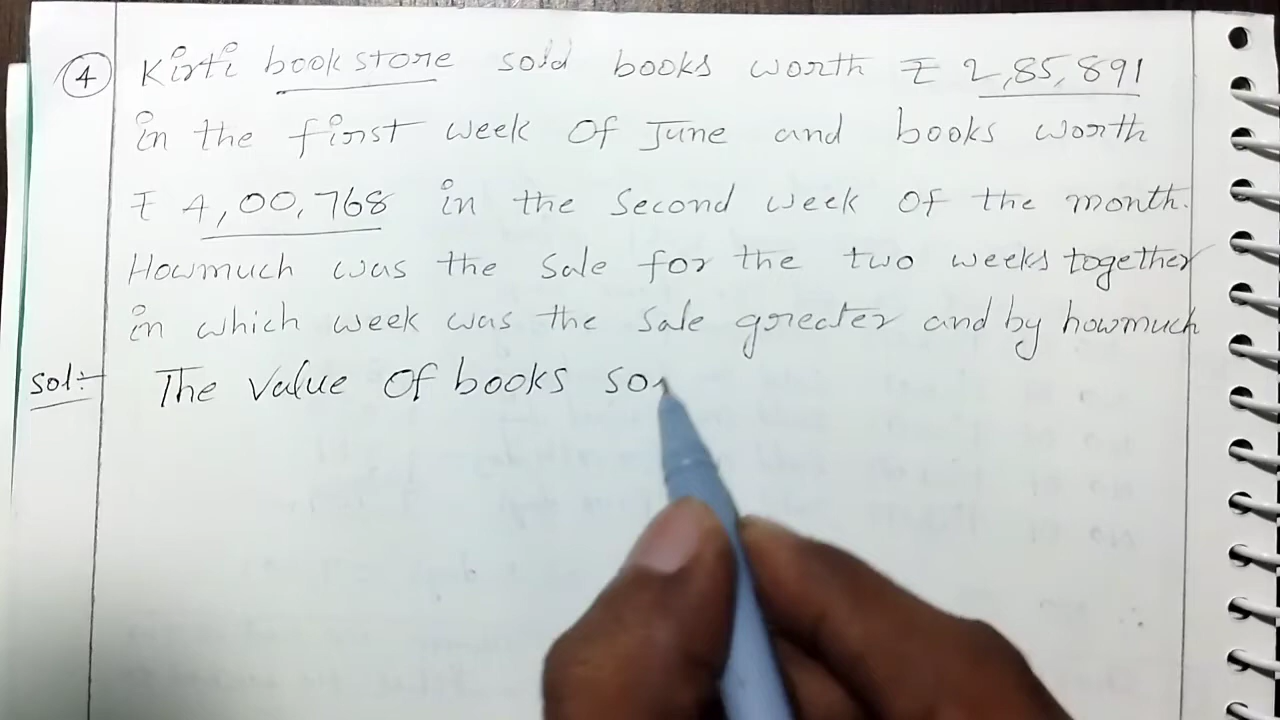 4 Kirti bookstore sold books worth ₹ 2,85,891
in the first week of June and books worth
₹ 4,00,768 in the second week of the month.
Howmuch was the sale for the two weeks together
in which week was the sale greater and by howmuch
Sol:- The value of books so